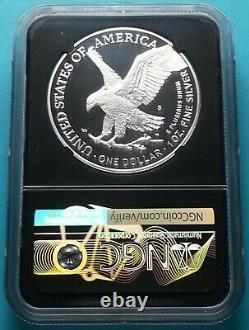 UNITED STATES OF AMERICA
S
E PLURIBUS UNUM
1 OZ. FINE SILVER · ONE DOLLAR
NGCcoin.com/verify
NGC